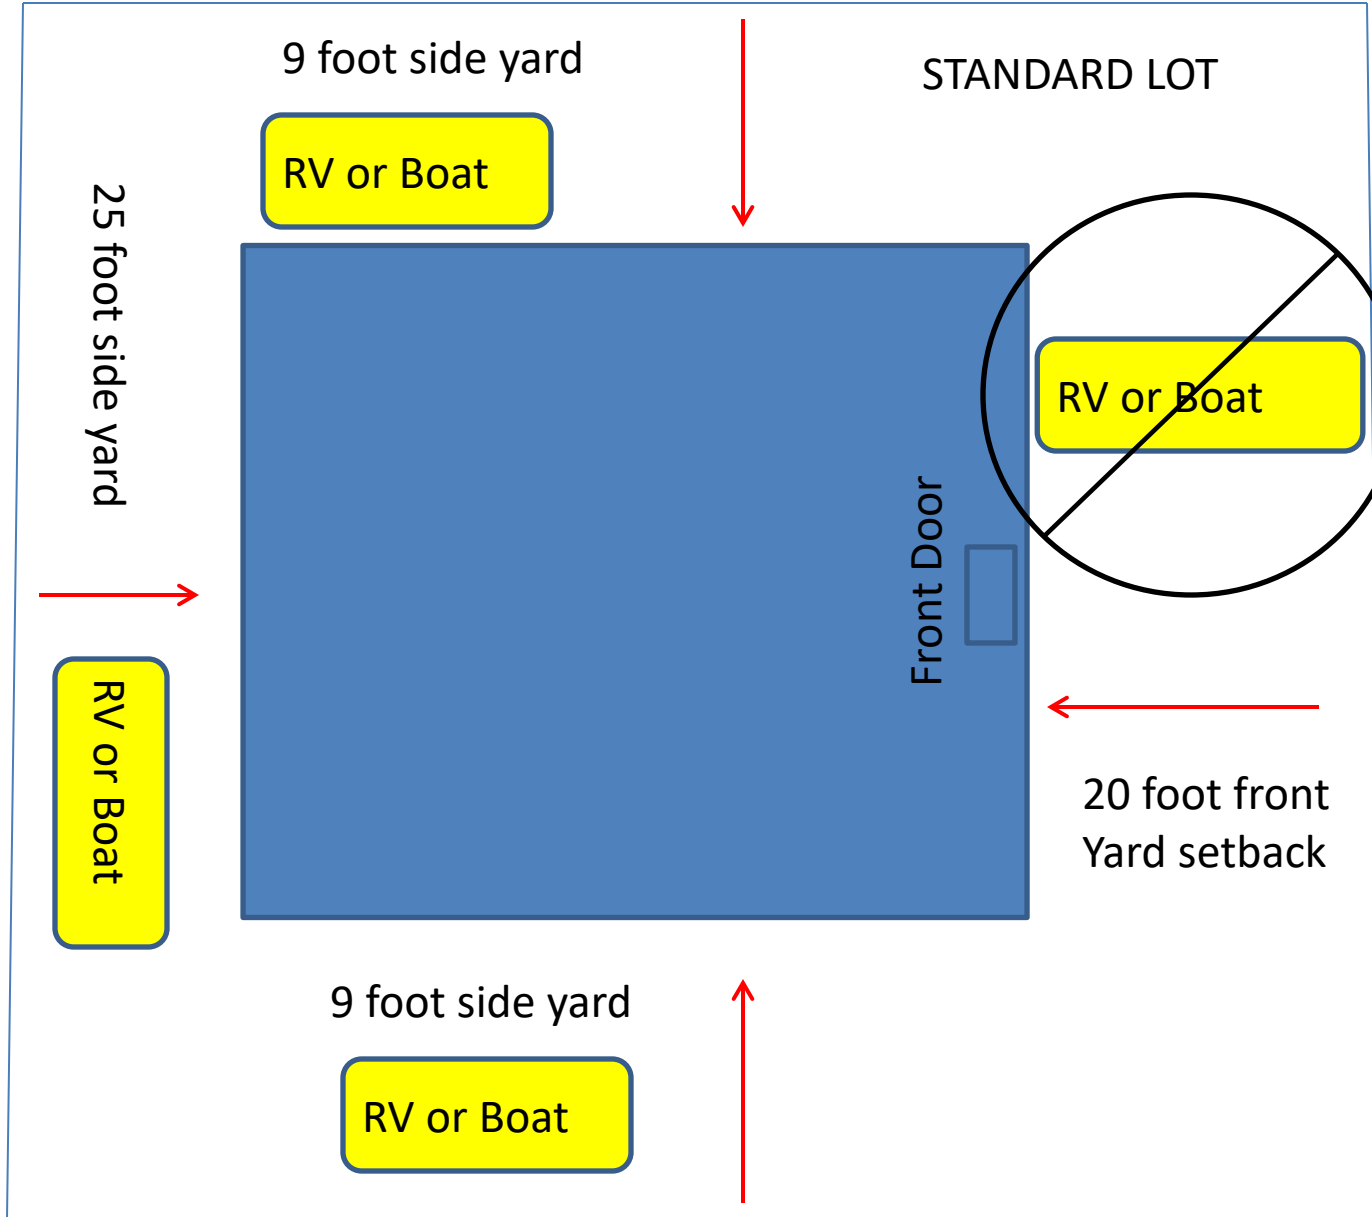 9 foot side yard
STANDARD LOT
RV or Boat
25 foot side yard
RV or Boat
Front Door
RV or Boat
20 foot front
Yard setback
9 foot side yard
RV or Boat